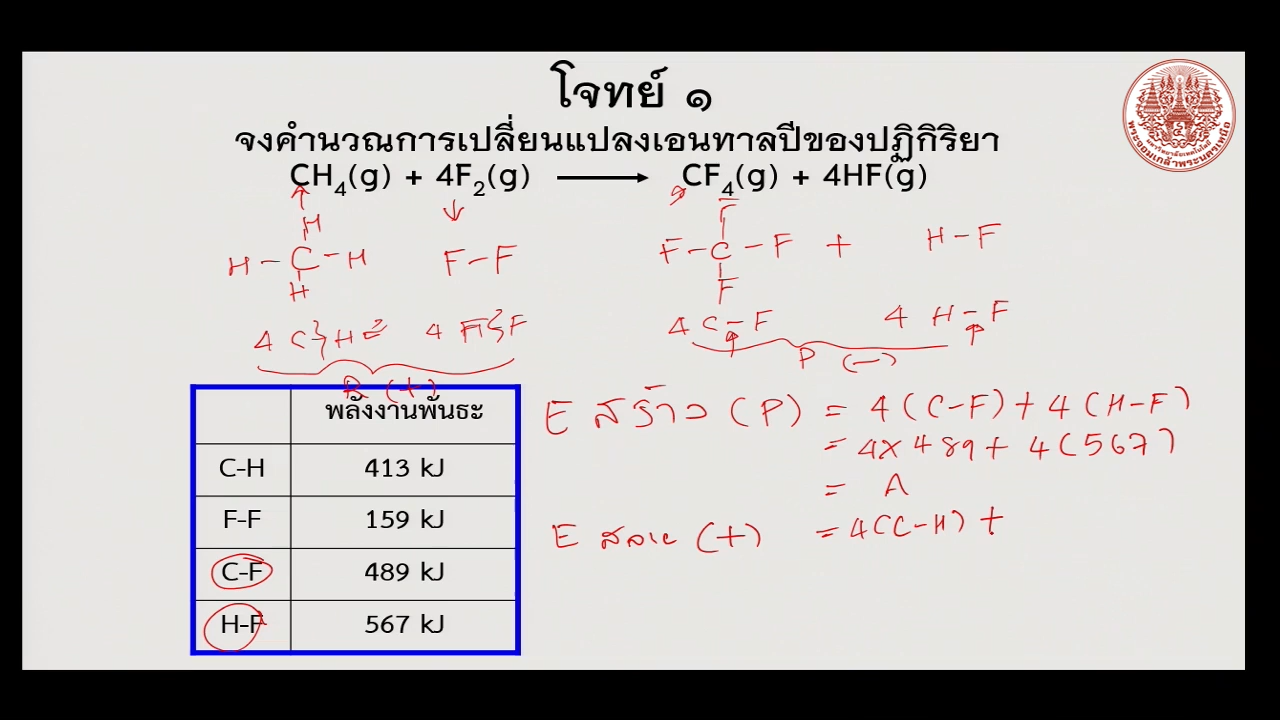 โจทย์ ๑
จงคำนวณการเปลี่ยนแปลงเอนทาลปีของปฏิกิริยา
CH₄(g) + 4F₂(g) ⟶ CF₄(g) + 4HF(g)
H
H - C - H
H
F - F
F
F - C - F + H - F
F
4 C H
4 F F
4 C - F
4 H - F
R (+)
P (-)
พลังงานพันธะ
C-H 413 kJ
F-F 159 kJ
C-F 489 kJ
H-F 567 kJ
E สร้าง (P) = 4(C-F) + 4(H-F)
= 4x489 + 4(567)
= A
E สลาย (+) = 4(C-H) +